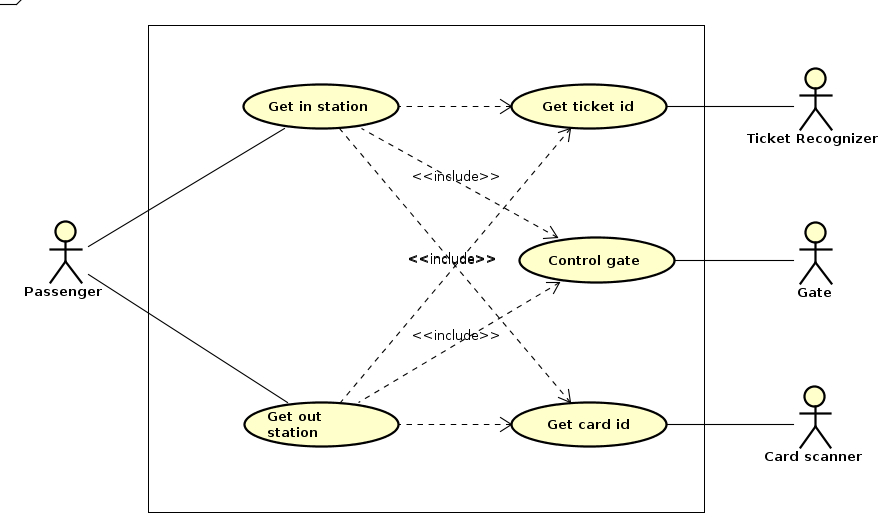 Get in station
Get ticket id
Ticket Recognizer
<<include>>
Passenger
<<include>>
Control gate
Gate
<<include>>
Get out
station
Get card id
Card scanner